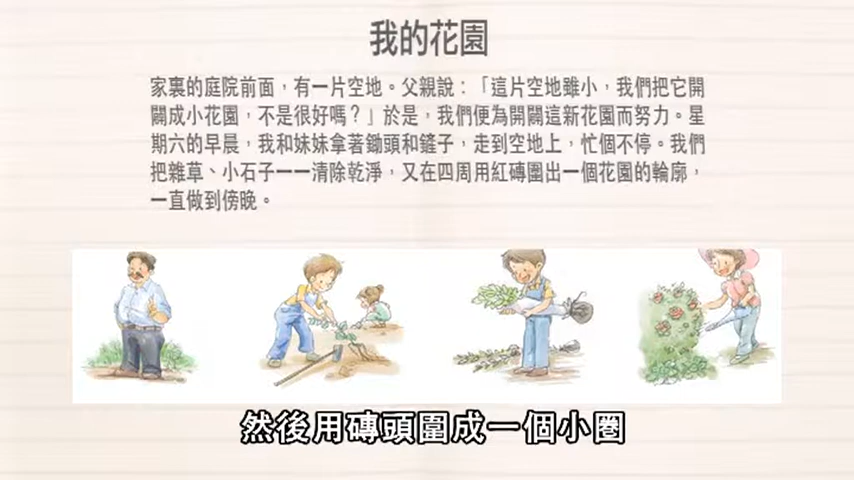 我的花園
家裏的庭院前面，有一片空地。父親說：「這片空地雖小，我們把它開
闢成小花園，不是很好嗎？」於是，我們便為開闢這新花園而努力。星
期六的早晨，我和妹妹拿著鋤頭和鏟子，走到空地上，忙個不停。我們
把雜草、小石子一一清除乾淨，又在四周用紅磚圍出一個花園的輪廓，
一直做到傍晚。
然後用磚頭圍成一個小圈